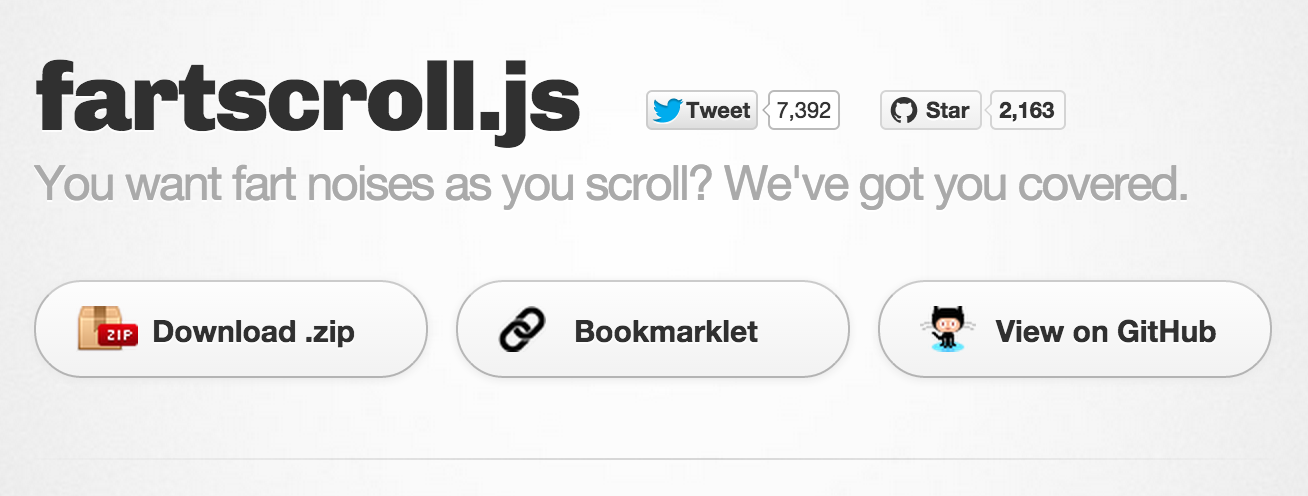 fartscroll.js Tweet 7,392 Star 2,163
You want fart noises as you scroll? We've got you covered.
ZIP Download .zip Bookmarklet View on GitHub